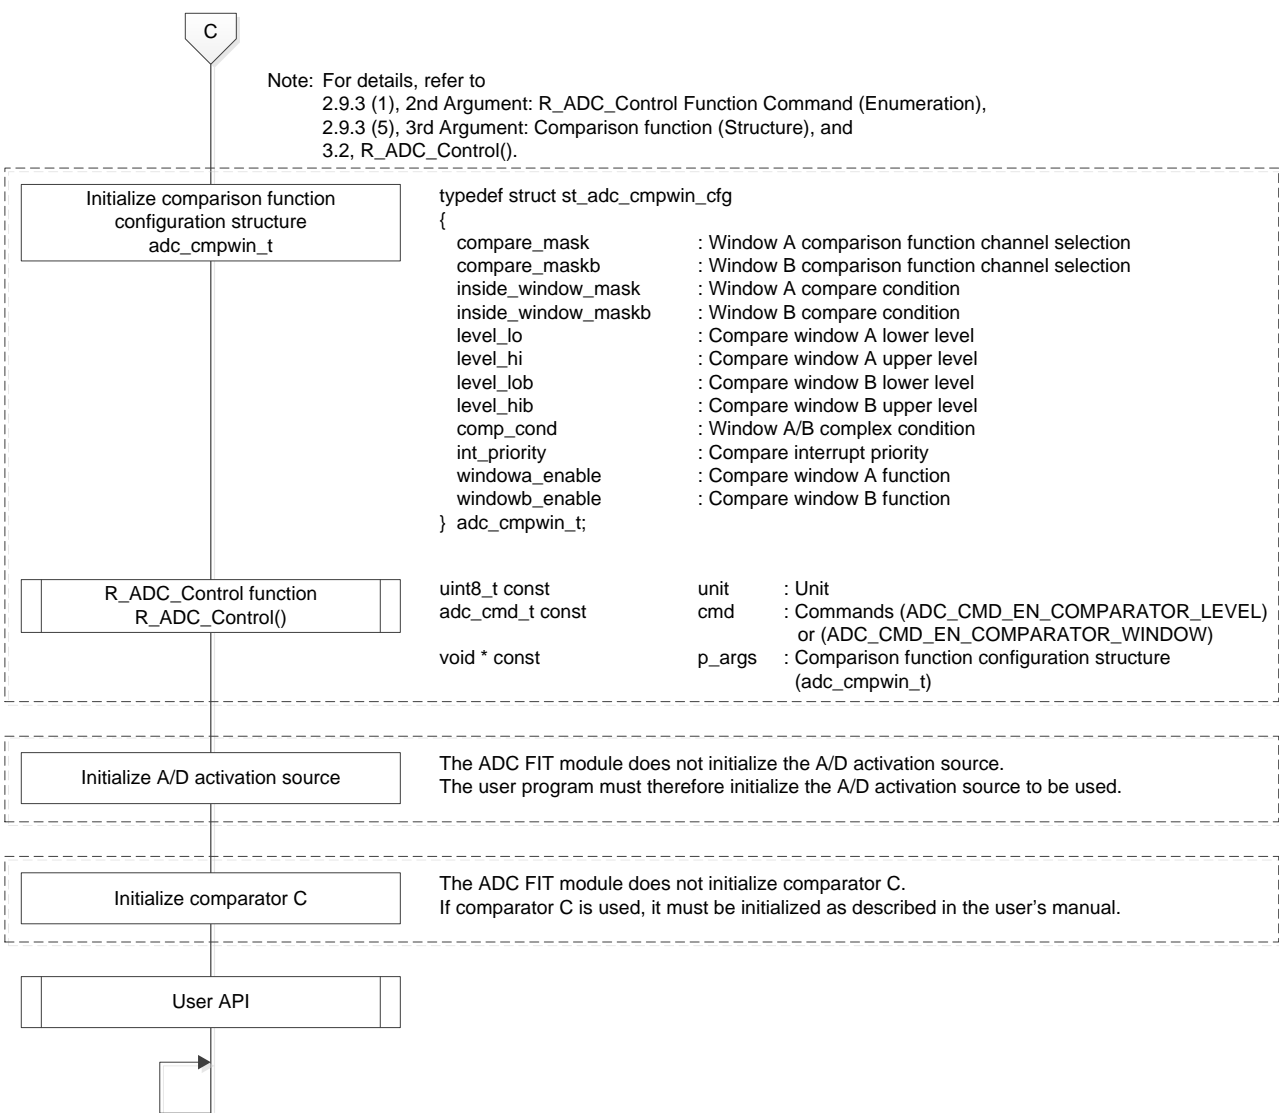 C
Note: For details, refer to
2.9.3 (1), 2nd Argument: R_ADC_Control Function Command (Enumeration),
2.9.3 (5), 3rd Argument: Comparison function (Structure), and
3.2, R_ADC_Control().
Initialize comparison function
configuration structure
adc_cmpwin_t
typedef struct st_adc_cmpwin_cfg
{
compare_mask : Window A comparison function channel selection
compare_maskb : Window B comparison function channel selection
inside_window_mask : Window A compare condition
inside_window_maskb : Window B compare condition
level_lo : Compare window A lower level
level_hi : Compare window A upper level
level_lob : Compare window B lower level
level_hib : Compare window B upper level
comp_cond : Window A/B complex condition
int_priority : Compare interrupt priority
windowa_enable : Compare window A function
windowb_enable : Compare window B function
} adc_cmpwin_t;
R_ADC_Control function
R_ADC_Control()
uint8_t const unit : Unit
adc_cmd_t const cmd : Commands (ADC_CMD_EN_COMPARATOR_LEVEL)
or (ADC_CMD_EN_COMPARATOR_WINDOW)
void * const p_args : Comparison function configuration structure
(adc_cmpwin_t)
Initialize A/D activation source
The ADC FIT module does not initialize the A/D activation source.
The user program must therefore initialize the A/D activation source to be used.
Initialize comparator C
The ADC FIT module does not initialize comparator C.
If comparator C is used, it must be initialized as described in the user’s manual.
User API